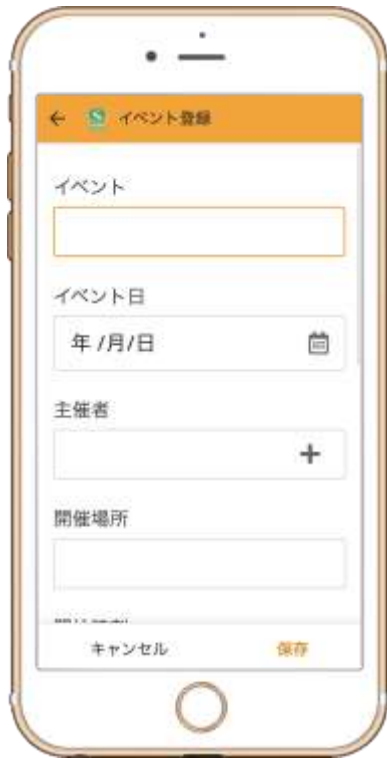 イベント登録
イベント
イベント日
年 /月/日
主催者
開催場所
キャンセル 保存